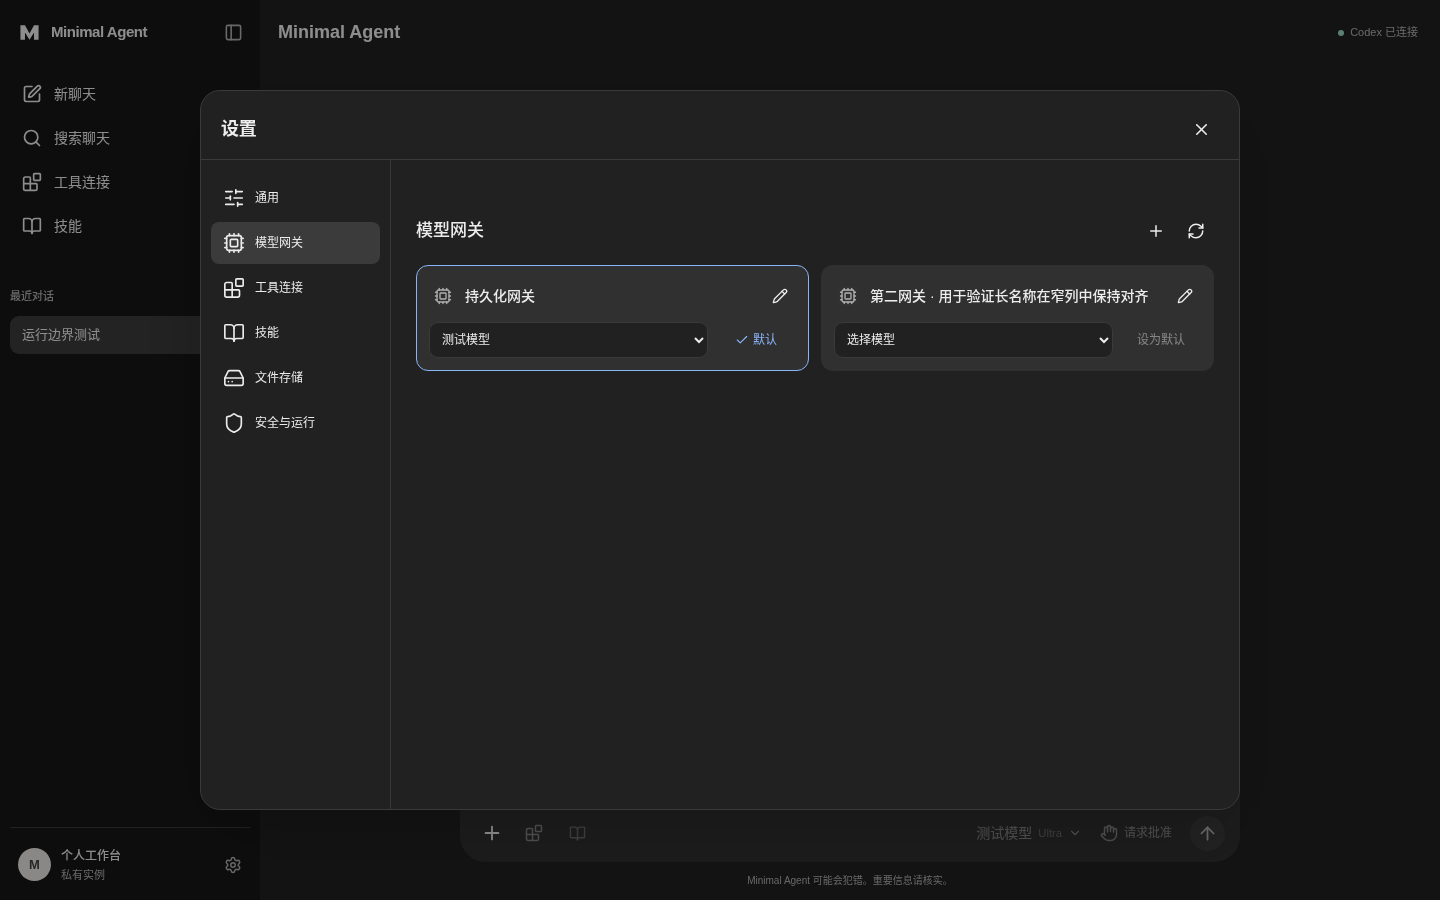 Minimal Agent
Minimal Agent
Codex 已连接
新聊天
搜索聊天
工具连接
技能
最近对话
运行边界测试
设置
通用
模型网关
工具连接
技能
文件存储
安全与运行
模型网关
持久化网关
测试模型
默认
第二网关 · 用于验证长名称在窄列中保持对齐
选择模型
设为默认
M
个人工作台
私有实例
测试模型 Ultra
请求批准
Minimal Agent 可能会犯错。重要信息请核实。